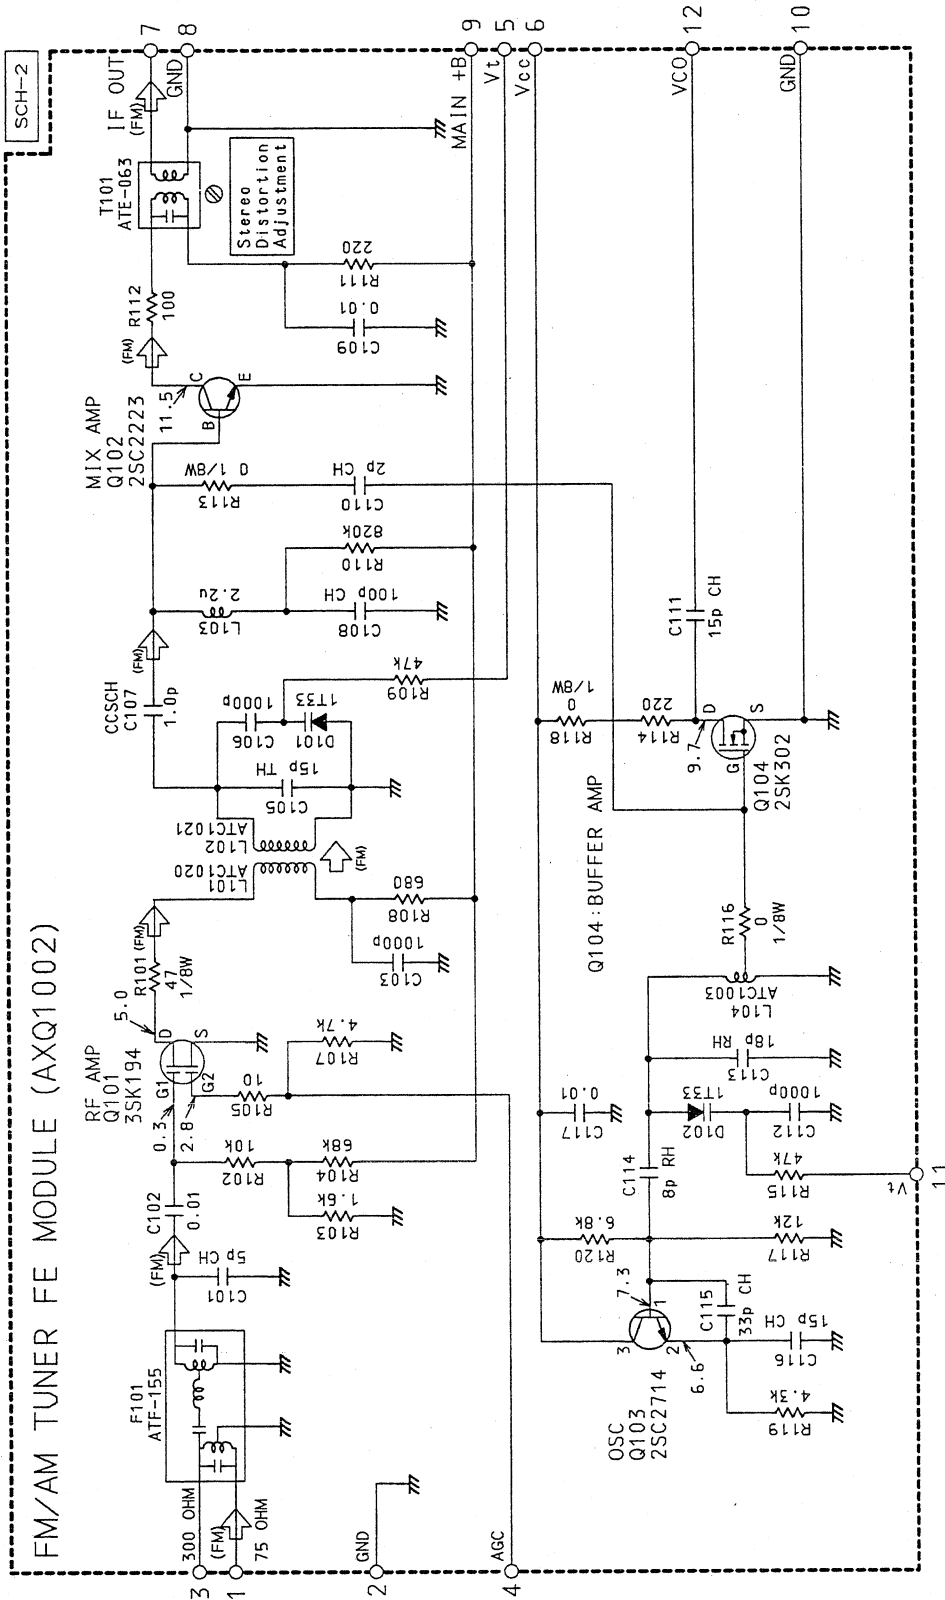 SCH-2
FM/AM TUNER FE MODULE (AXQ1002)
3
300 OHM
1
(FM)
75 OHM
2
GND
4
AGC
F101
ATF-155
(FM)
C101
5p CH
C102
0.01
R102
10k
R103
1.6k
R104
68k
0.3
2.8
RF AMP
Q101
3SK194
G1
G2
D
S
5.0
R105
10
R107
4.7k
R101
47
1/8W
(FM)
C103
1000p
R108
680
L101
ATC1020
L102
ATC1021
(FM)
C105
15p TH
C106
1000p
D101
1T33
R109
47k
CCSCH
C107
1.0p
(FM)
L103
2.2u
C108
100p CH
R110
820k
R113
0 1/8W
C110
2p CH
MIX AMP
Q102
2SC2223
B
C
E
11.5
(FM)
R112
100
C109
0.01
R111
220
T101
ATE-063
Stereo
Distortion
Adjustment
IF OUT
(FM)
7
GND
8
MAIN +B
9
Vt
5
Vcc
6
VCO
12
GND
10
OSC
Q103
2SC2714
3
2
1
7.3
6.6
R119
4.3k
C116
15p CH
C115
33p CH
R120
6.8k
R117
12k
C114
8p RH
R115
47k
Vt
11
C117
0.01
D102
1T33
C112
1000p
C113
18p RH
L104
ATC1003
R116
0
1/8W
Q104:BUFFER AMP
Q104
2SK302
G
D
S
9.7
R118
0
1/8W
R114
220
C111
15p CH